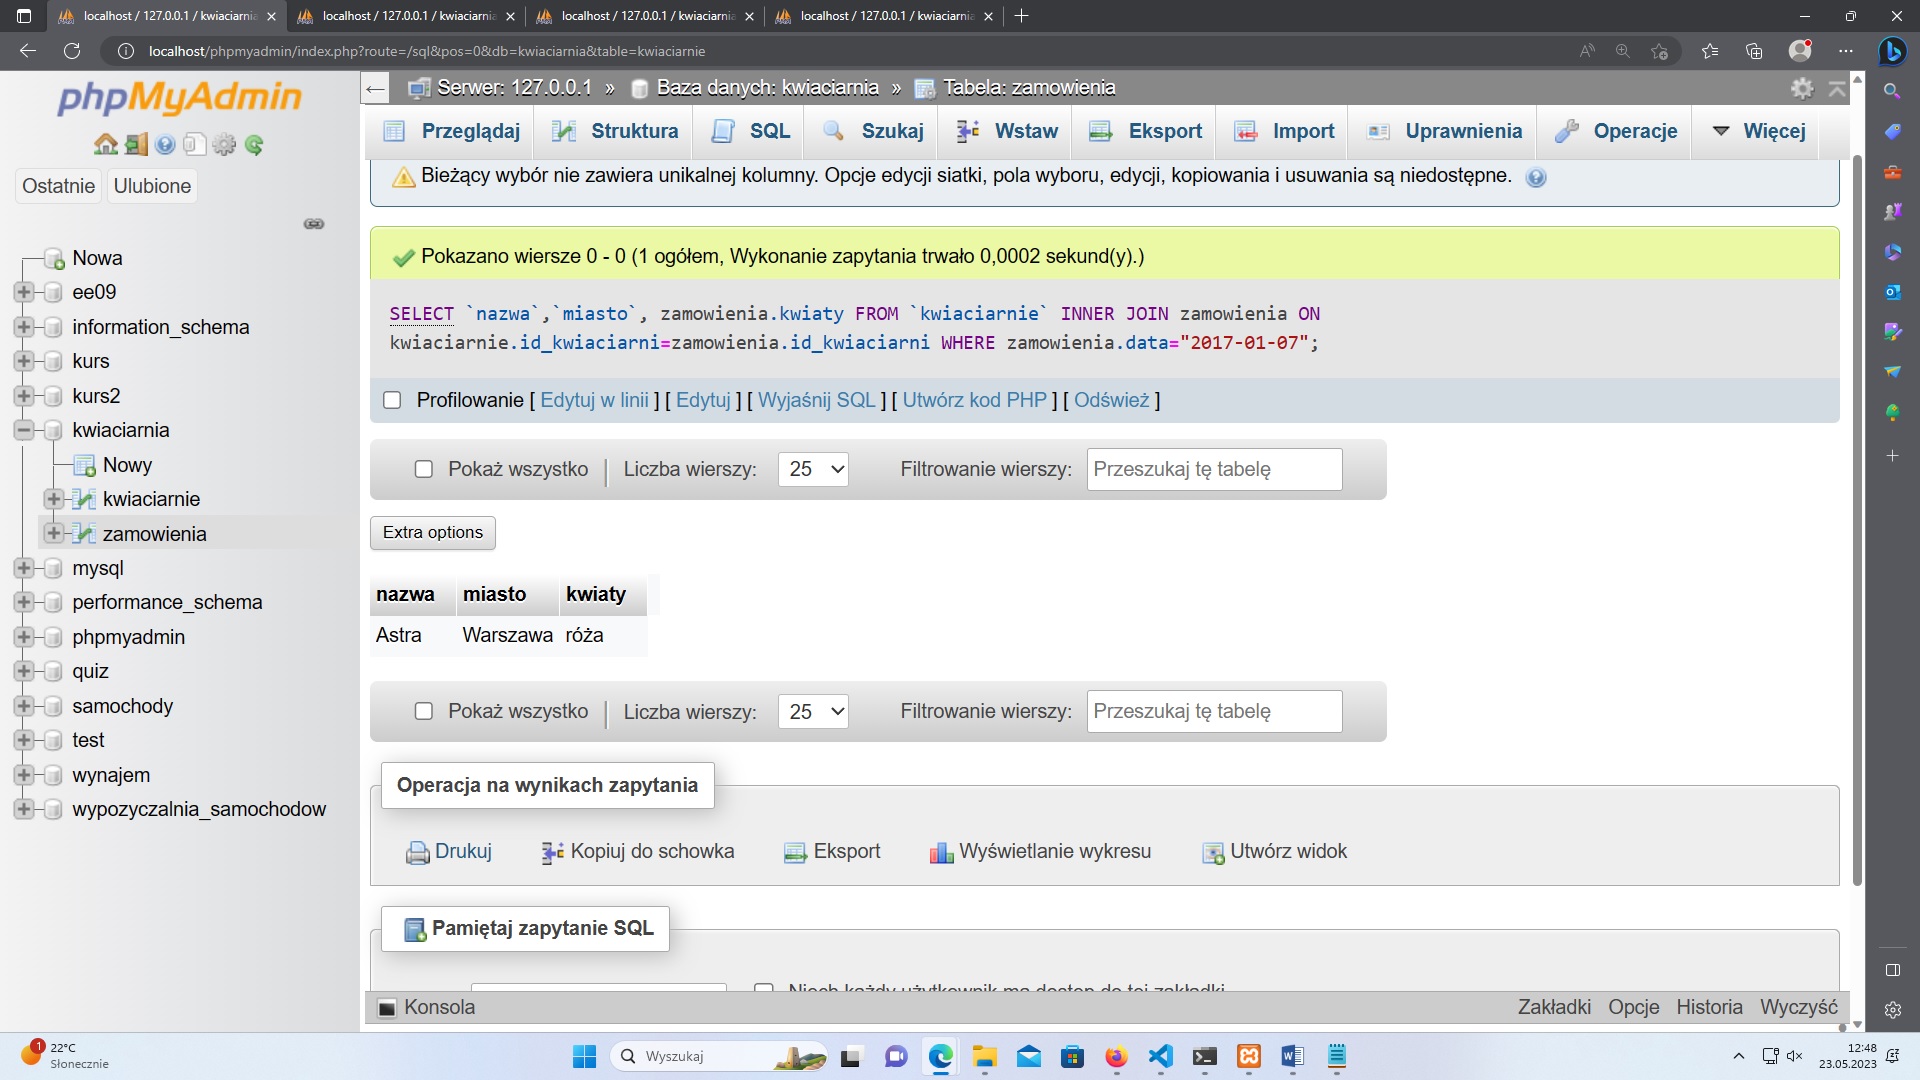 localhost / 127.0.0.1 / kwiaciarnia
localhost / 127.0.0.1 / kwiaciarnia
localhost / 127.0.0.1 / kwiaciarnia
localhost / 127.0.0.1 / kwiaciarnia
localhost/phpmyadmin/index.php?route=/sql&pos=0&db=kwiaciarnia&table=kwiaciarnie
phpMyAdmin
Ostatnie
Ulubione
Nowa
ee09
information_schema
kurs
kurs2
kwiaciarnia
Nowy
kwiaciarnie
zamowienia
mysql
performance_schema
phpmyadmin
quiz
samochody
test
wynajem
wypozyczalnia_samochodow
Serwer: 127.0.0.1 » Baza danych: kwiaciarnia » Tabela: zamowienia
Przeglądaj Struktura SQL Szukaj Wstaw Eksport Import Uprawnienia Operacje Więcej
Bieżący wybór nie zawiera unikalnej kolumny. Opcje edycji siatki, pola wyboru, edycji, kopiowania i usuwania są niedostępne.
Pokazano wiersze 0 - 0 (1 ogółem, Wykonanie zapytania trwało 0,0002 sekund(y).)
SELECT `nazwa`,`miasto`, zamowienia.kwiaty FROM `kwiaciarnie` INNER JOIN zamowienia ON
kwiaciarnie.id_kwiaciarni=zamowienia.id_kwiaciarni WHERE zamowienia.data="2017-01-07";
Profilowanie [ Edytuj w linii ] [ Edytuj ] [ Wyjaśnij SQL ] [ Utwórz kod PHP ] [ Odśwież ]
Pokaż wszystko Liczba wierszy: 25 Filtrowanie wierszy: Przeszukaj tę tabelę
Extra options
nazwa miasto kwiaty
Astra Warszawa róża
Pokaż wszystko Liczba wierszy: 25 Filtrowanie wierszy: Przeszukaj tę tabelę
Operacja na wynikach zapytania
Drukuj Kopiuj do schowka Eksport Wyświetlanie wykresu Utwórz widok
Pamiętaj zapytanie SQL
Niech każdy użytkownik ma dostęp do tej zakładki
Konsola
Zakładki Opcje Historia Wyczyść
1
22°C
Słonecznie
Wyszukaj
12:48
23.05.2023